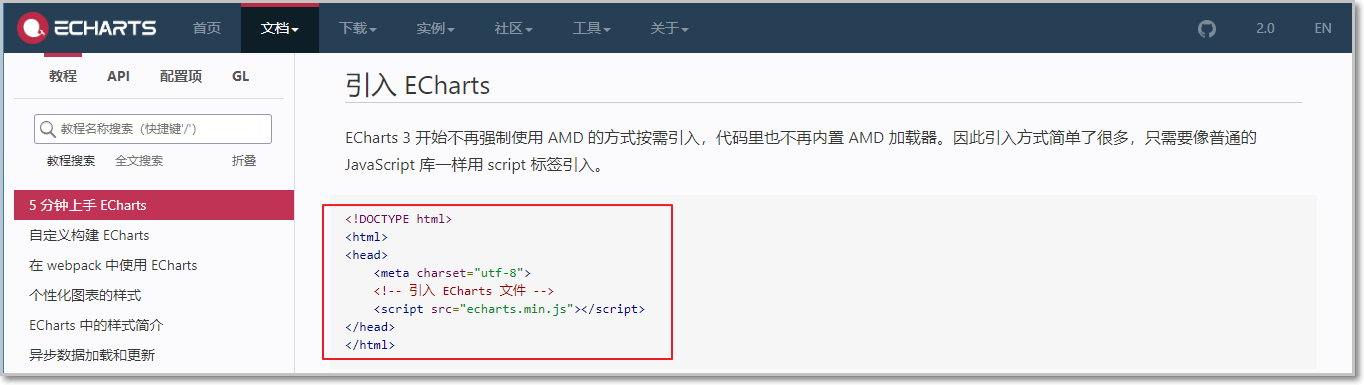 ECHARTS 首页 文档 下载 实例 社区 工具 关于 2.0 EN
教程 API 配置项 GL
教程名称搜索（快捷键'/'）
教程搜索 全文搜索 折叠
5 分钟上手 ECharts
自定义构建 ECharts
在 webpack 中使用 ECharts
个性化图表的样式
ECharts 中的样式简介
异步数据加载和更新
引入 ECharts
ECharts 3 开始不再强制使用 AMD 的方式按需引入，代码里也不再内置 AMD 加载器。因此引入方式简单了很多，只需要像普通的
JavaScript 库一样用 script 标签引入。
<!DOCTYPE html>
<html>
<head>
    <meta charset="utf-8">
    <!-- 引入 ECharts 文件 -->
    <script src="echarts.min.js"></script>
</head>
</html>